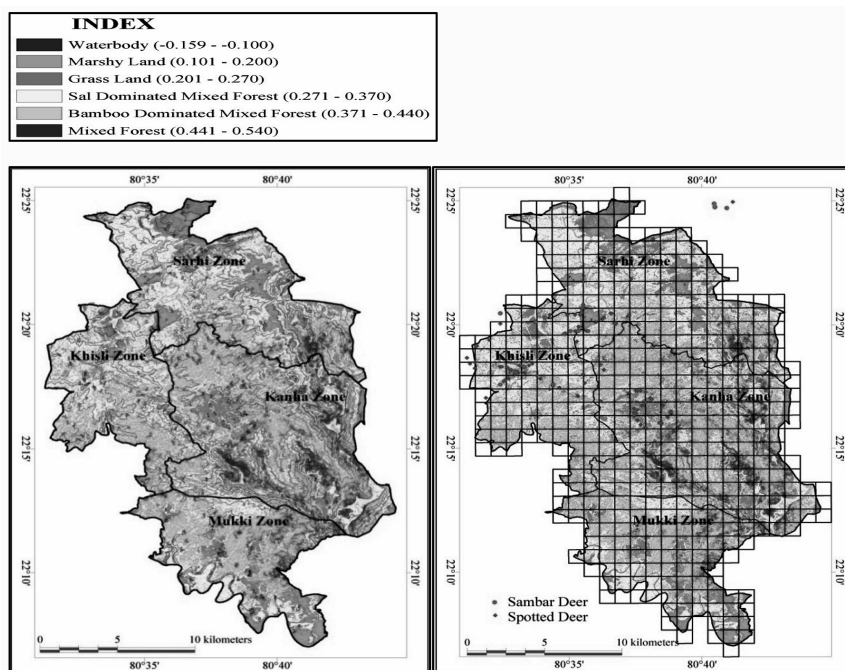 INDEX
Waterbody (-0.159 - -0.100)
Marshy Land (0.101 - 0.200)
Grass Land (0.201 - 0.270)
Sal Dominated Mixed Forest (0.271 - 0.370)
Bamboo Dominated Mixed Forest (0.371 - 0.440)
Mixed Forest (0.441 - 0.540)
80°35' 80°40'
22°25' 22°25'
22°20' 22°20'
22°15' 22°15'
22°10' 22°10'
Sarhi Zone
Khisli Zone
Kanha Zone
Mukki Zone
0 5 10 kilometers
80°35' 80°40'
80°35' 80°40'
22°25' 22°25'
22°20' 22°20'
22°15' 22°15'
22°10' 22°10'
Sarhi Zone
Khisli Zone
Kanha Zone
Mukki Zone
Sambar Deer
Spotted Deer
0 5 10 kilometers
80°35' 80°40'